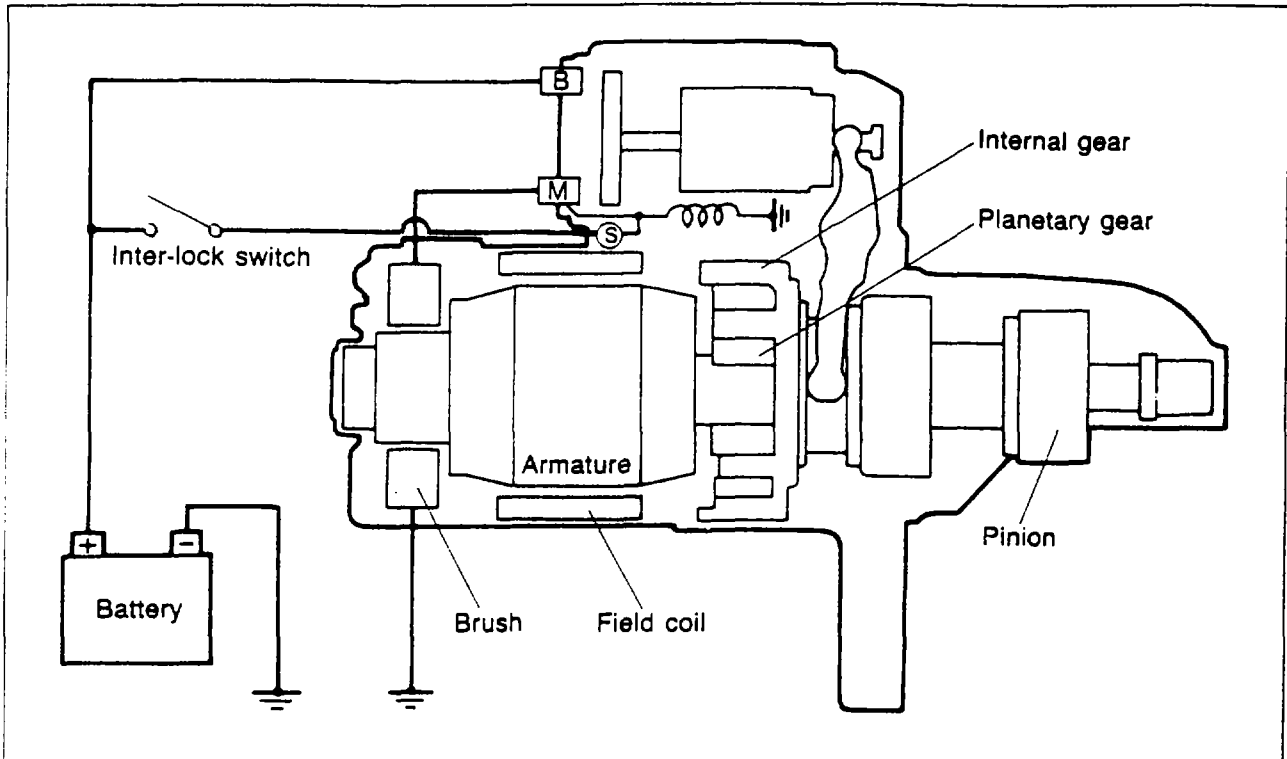 B
Internal gear
M
Planetary gear
S
Inter-lock switch
Armature
Pinion
+ −
Battery
Brush
Field coil